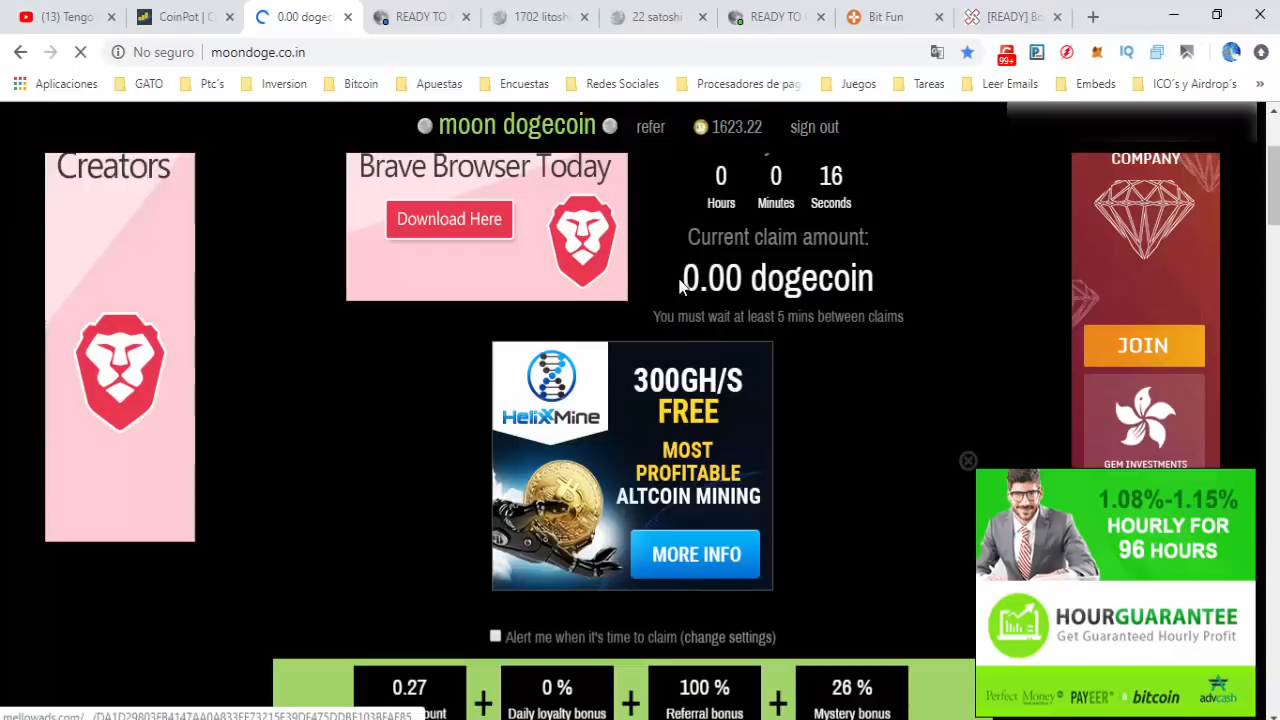 (13) Tengo
CoinPot | C
0.00 dogec
READY TO
1702 litosh
22 satoshi
READY TO
Bit Fun
[READY] B
No seguro
moondoge.co.in
99+
IQ
Aplicaciones
GATO
Ptc´s
Inversion
Bitcoin
Apuestas
Encuestas
Redes Sociales
Procesadores de pag
Juegos
Tareas
Leer Emails
Embeds
ICO´s y Airdrop´s
»
moon dogecoin
refer
1623.22
sign out
Creators
Brave Browser Today
Download Here
0 0 16
Hours Minutes Seconds
Current claim amount:
0.00 dogecoin
You must wait at least 5 mins between claims
COMPANY
JOIN
GEM INVESTMENTS
HeliXMine
300GH/S
FREE
MOST
PROFITABLE
ALTCOIN MINING
MORE INFO
1.08%-1.15%
HOURLY FOR
96 HOURS
HOURGUARANTEE
Get Guaranteed Hourly Profit
Perfect Money
PAYEER
bitcoin
advcash
Alert me when it's time to claim (change settings)
0.27 + 0 % + 100 % + 26 %
Daily loyalty bonus
Referral bonus
Mystery bonus